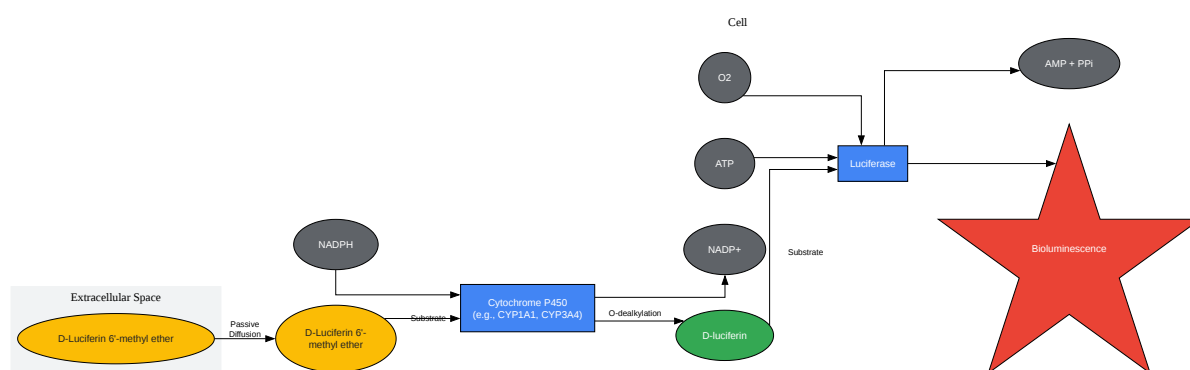 Cell
O2
AMP + PPi
ATP
Luciferase
NADPH
NADP+
Substrate
Bioluminescence
Extracellular Space
Cytochrome P450
(e.g., CYP1A1, CYP3A4)
D-Luciferin 6'-methyl ether
Passive
Diffusion
D-Luciferin 6'-
methyl ether
Substrate
O-dealkylation
D-luciferin